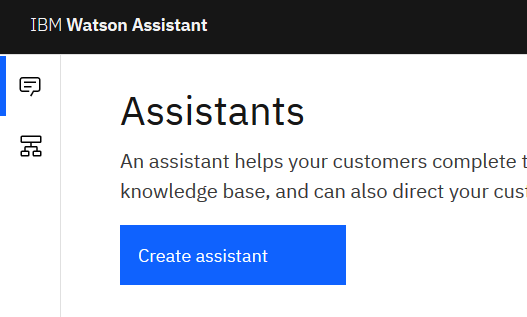 IBM Watson Assistant
Assistants
An assistant helps your customers complete
knowledge base, and can also direct your
Create assistant